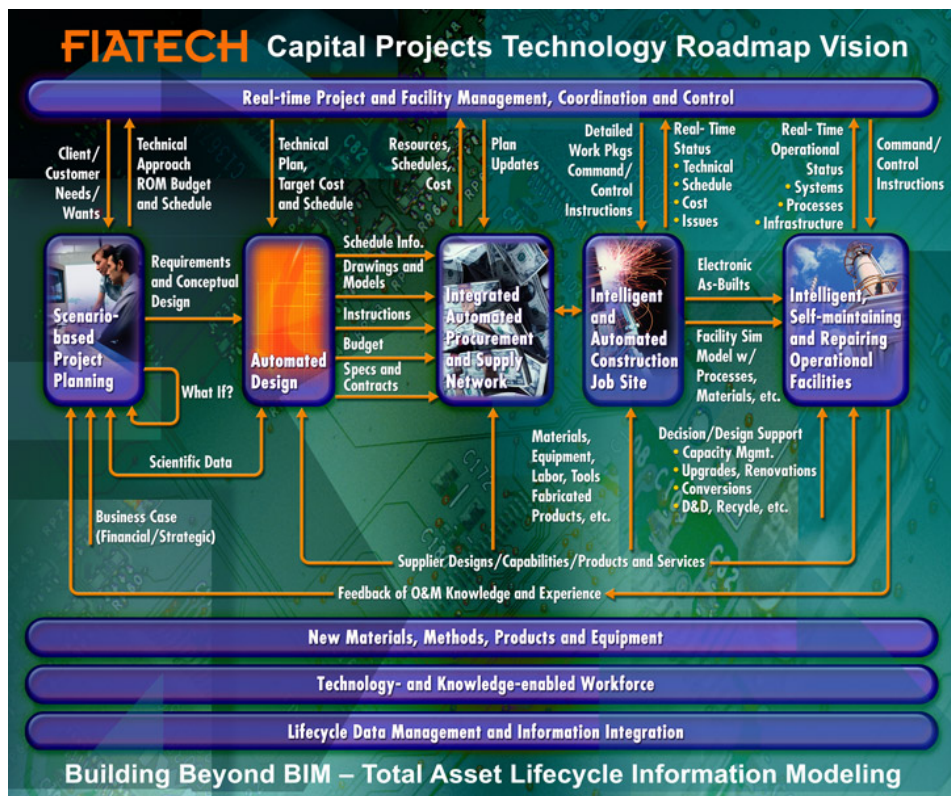 FIATECH Capital Projects Technology Roadmap Vision
Real-time Project and Facility Management, Coordination and Control
Client/
Customer
Needs/
Wants
Technical
Approach
ROM Budget
and Schedule
Technical
Plan,
Target Cost
and Schedule
Resources,
Schedules,
Cost
Plan
Updates
Detailed
Work Pkgs
Command/
Control
Instructions
Real- Time
Status
• Technical
• Schedule
• Cost
• Issues
Real- Time
Operational
Status
• Systems
• Processes
• Infrastructure
Command/
Control
Instructions
Scenario-
based
Project
Planning
Requirements
and Conceptual
Design
What If?
Automated
Design
Schedule Info.
Drawings and
Models
Instructions
Budget
Specs and
Contracts
Integrated
Automated
Procurement
and Supply
Network
Intelligent
and
Automated
Construction
Job Site
Electronic
As-Builts
Facility Sim
Model w/
Processes,
Materials, etc.
Intelligent,
Self-maintaining
and Repairing
Operational
Facilities
Scientific Data
Business Case
(Financial/Strategic)
Materials,
Equipment,
Labor, Tools
Fabricated
Products, etc.
Decision/Design Support
• Capacity Mgmt.
• Upgrades, Renovations
• Conversions
• D&D, Recycle, etc.
Supplier Designs/Capabilities/Products and Services
Feedback of O&M Knowledge and Experience
New Materials, Methods, Products and Equipment
Technology- and Knowledge-enabled Workforce
Lifecycle Data Management and Information Integration
Building Beyond BIM – Total Asset Lifecycle Information Modeling